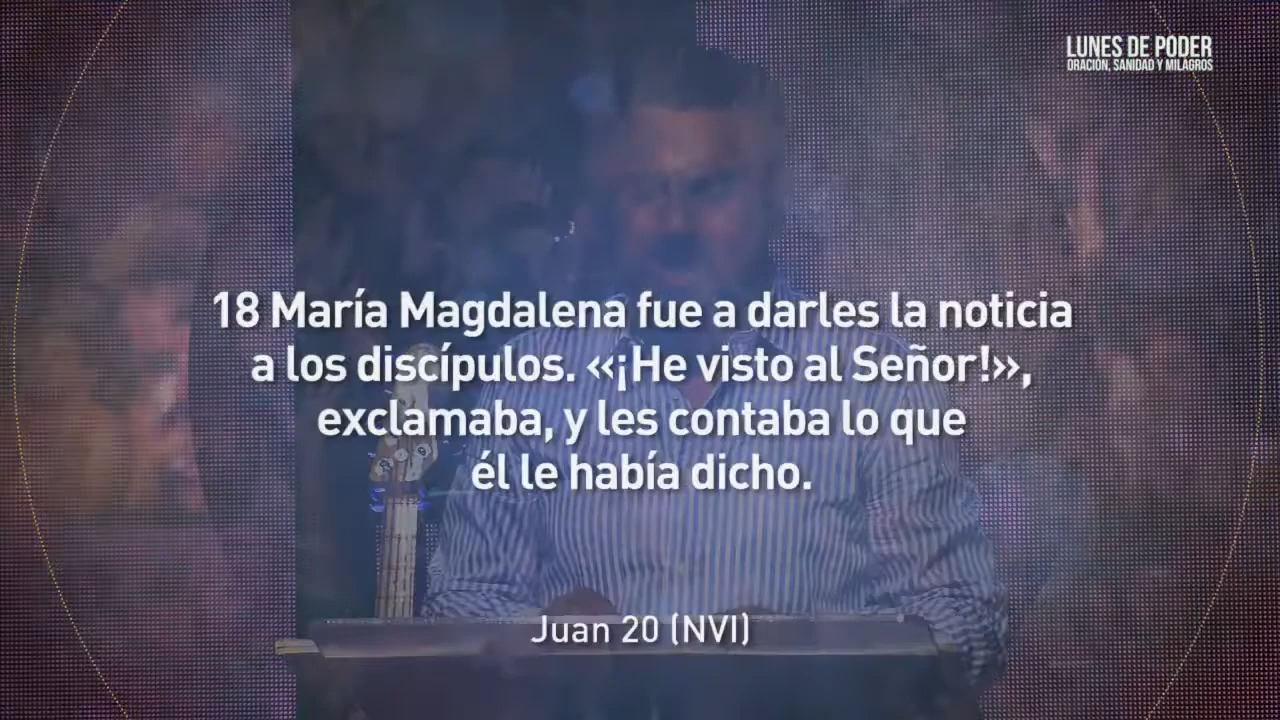 LUNES DE PODER
ORACIÓN, SANIDAD Y MILAGROS
18 María Magdalena fue a darles la noticia
a los discípulos. «¡He visto al Señor!»,
exclamaba, y les contaba lo que
él le había dicho.
Juan 20 (NVI)